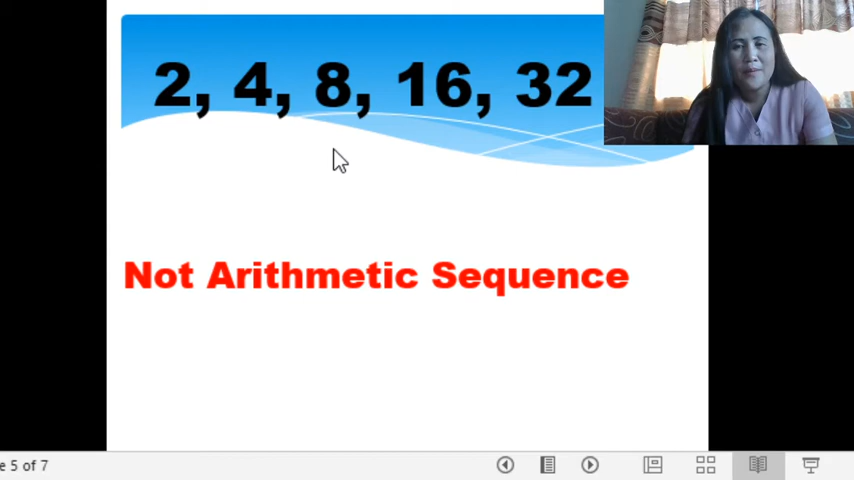 2, 4, 8, 16, 32
Not Arithmetic Sequence
e 5 of 7